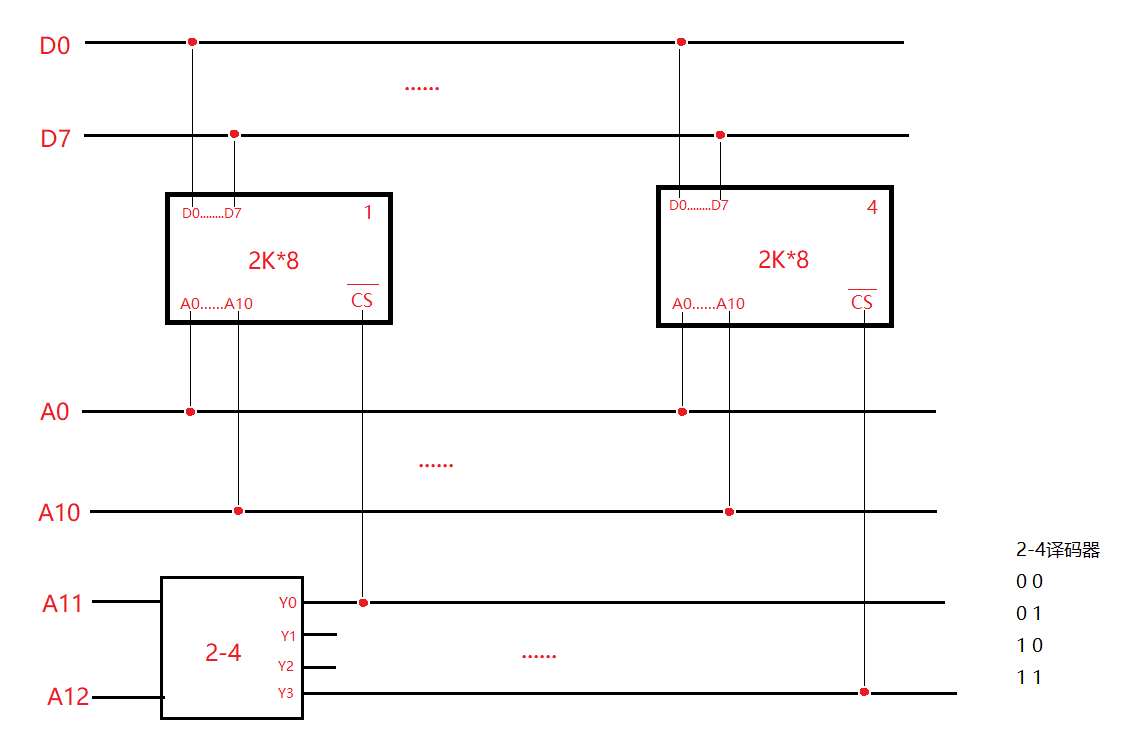 D0
......
D7
D0........D7
1
2K*8
A0......A10
CS
D0........D7
4
2K*8
A0......A10
CS
A0
......
A10
A11
A12
2-4
Y0
Y1
Y2
Y3
......
2-4译码器
0 0
0 1
1 0
1 1